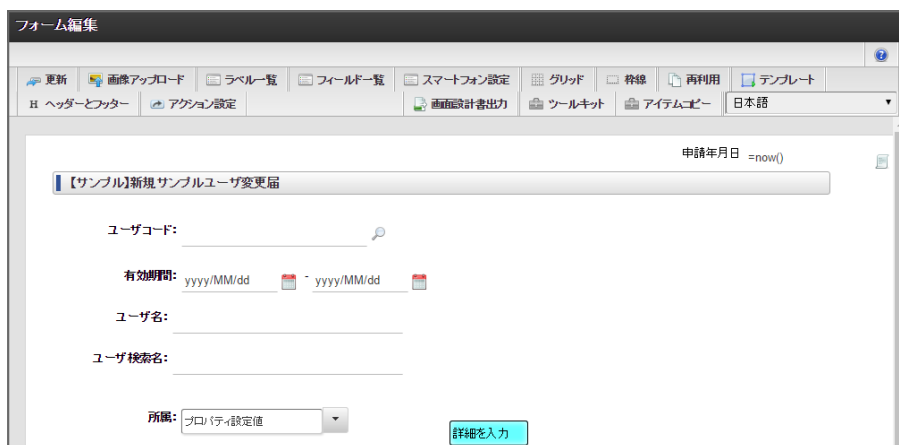 フォーム編集
更新 画像アップロード ラベル一覧 フィールド一覧 スマートフォン設定 グリッド 枠線 再利用 テンプレート
H ヘッダーとフッター アクション設定 画面設計書出力 ツールキット アイテムコピー 日本語
申請年月日 =now()
【サンプル】新規サンプルユーザ変更届
ユーザコード:
有効期間: yyyy/MM/dd - yyyy/MM/dd
ユーザ名:
ユーザ検索名:
所属: プロパティ設定値
詳細を入力